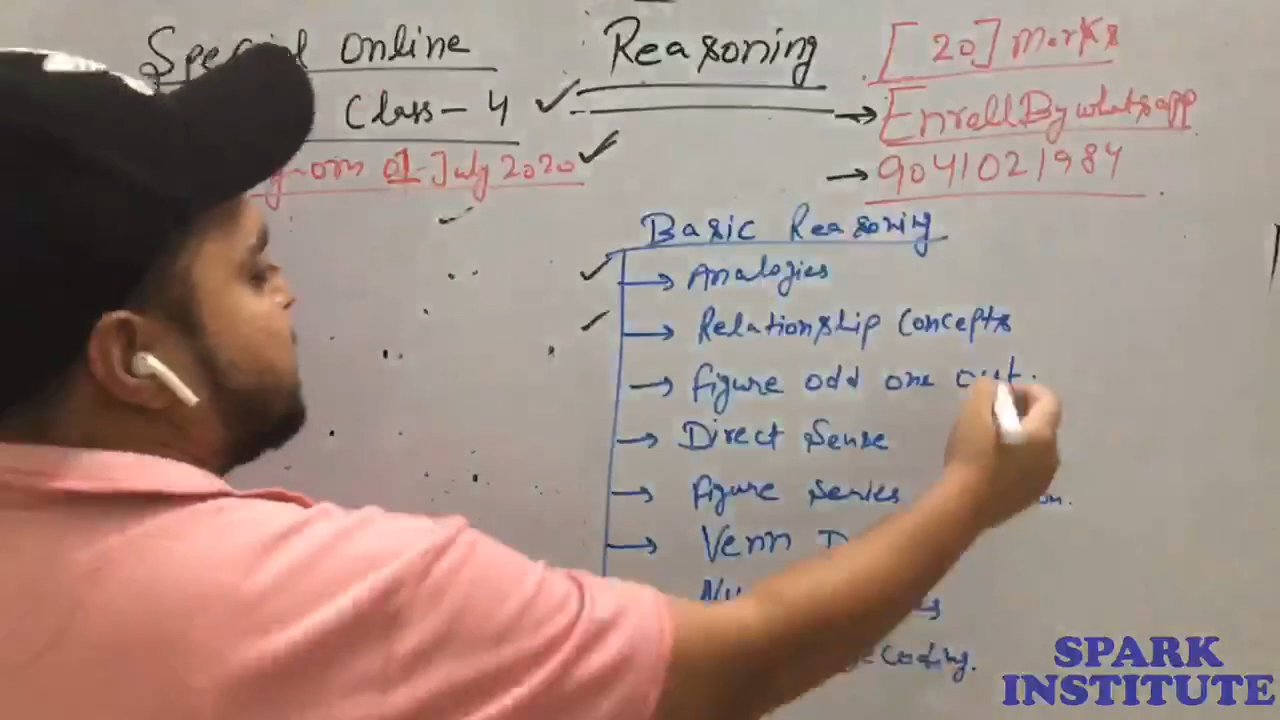 Special Online
Class-4
01-July 2020
Reasoning
[20] Marks
Enroll By whatsapp
9041021984
Basic Reasoning
Analogies
Relationship Concepts
figure odd one out.
Direct Sense
figure Series
Venn
Coding.
SPARK
INSTITUTE